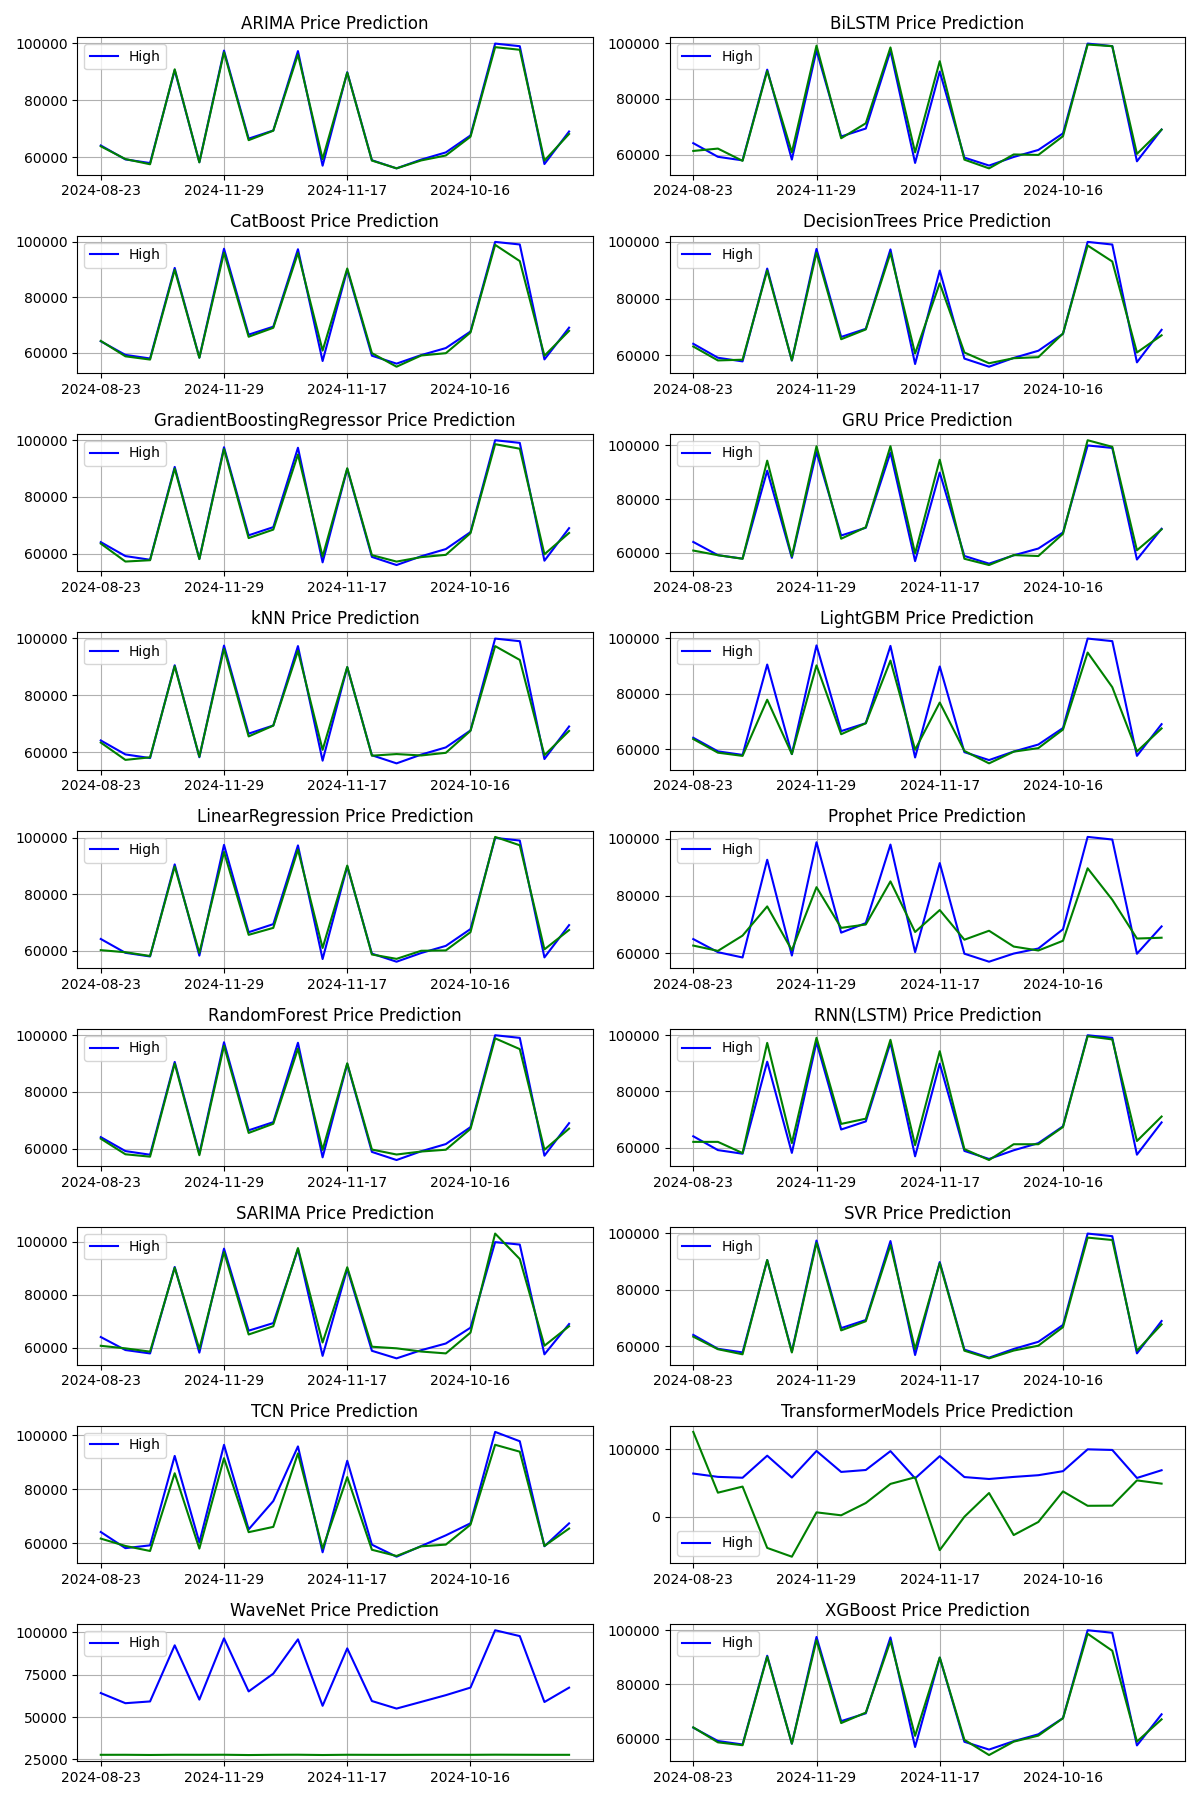 ARIMA Price Prediction
100000
80000
60000
High
2024-08-23 2024-11-29 2024-11-17 2024-10-16
BiLSTM Price Prediction
100000
80000
60000
High
2024-08-23 2024-11-29 2024-11-17 2024-10-16
CatBoost Price Prediction
100000
80000
60000
High
2024-08-23 2024-11-29 2024-11-17 2024-10-16
DecisionTrees Price Prediction
100000
80000
60000
High
2024-08-23 2024-11-29 2024-11-17 2024-10-16
GradientBoostingRegressor Price Prediction
100000
80000
60000
High
2024-08-23 2024-11-29 2024-11-17 2024-10-16
GRU Price Prediction
100000
80000
60000
High
2024-08-23 2024-11-29 2024-11-17 2024-10-16
kNN Price Prediction
100000
80000
60000
High
2024-08-23 2024-11-29 2024-11-17 2024-10-16
LightGBM Price Prediction
100000
80000
60000
High
2024-08-23 2024-11-29 2024-11-17 2024-10-16
LinearRegression Price Prediction
100000
80000
60000
High
2024-08-23 2024-11-29 2024-11-17 2024-10-16
Prophet Price Prediction
100000
80000
60000
High
2024-08-23 2024-11-29 2024-11-17 2024-10-16
RandomForest Price Prediction
100000
80000
60000
High
2024-08-23 2024-11-29 2024-11-17 2024-10-16
RNN(LSTM) Price Prediction
100000
80000
60000
High
2024-08-23 2024-11-29 2024-11-17 2024-10-16
SARIMA Price Prediction
100000
80000
60000
High
2024-08-23 2024-11-29 2024-11-17 2024-10-16
SVR Price Prediction
100000
80000
60000
High
2024-08-23 2024-11-29 2024-11-17 2024-10-16
TCN Price Prediction
100000
80000
60000
High
2024-08-23 2024-11-29 2024-11-17 2024-10-16
TransformerModels Price Prediction
100000
0
High
2024-08-23 2024-11-29 2024-11-17 2024-10-16
WaveNet Price Prediction
100000
75000
50000
25000
High
2024-08-23 2024-11-29 2024-11-17 2024-10-16
XGBoost Price Prediction
100000
80000
60000
High
2024-08-23 2024-11-29 2024-11-17 2024-10-16